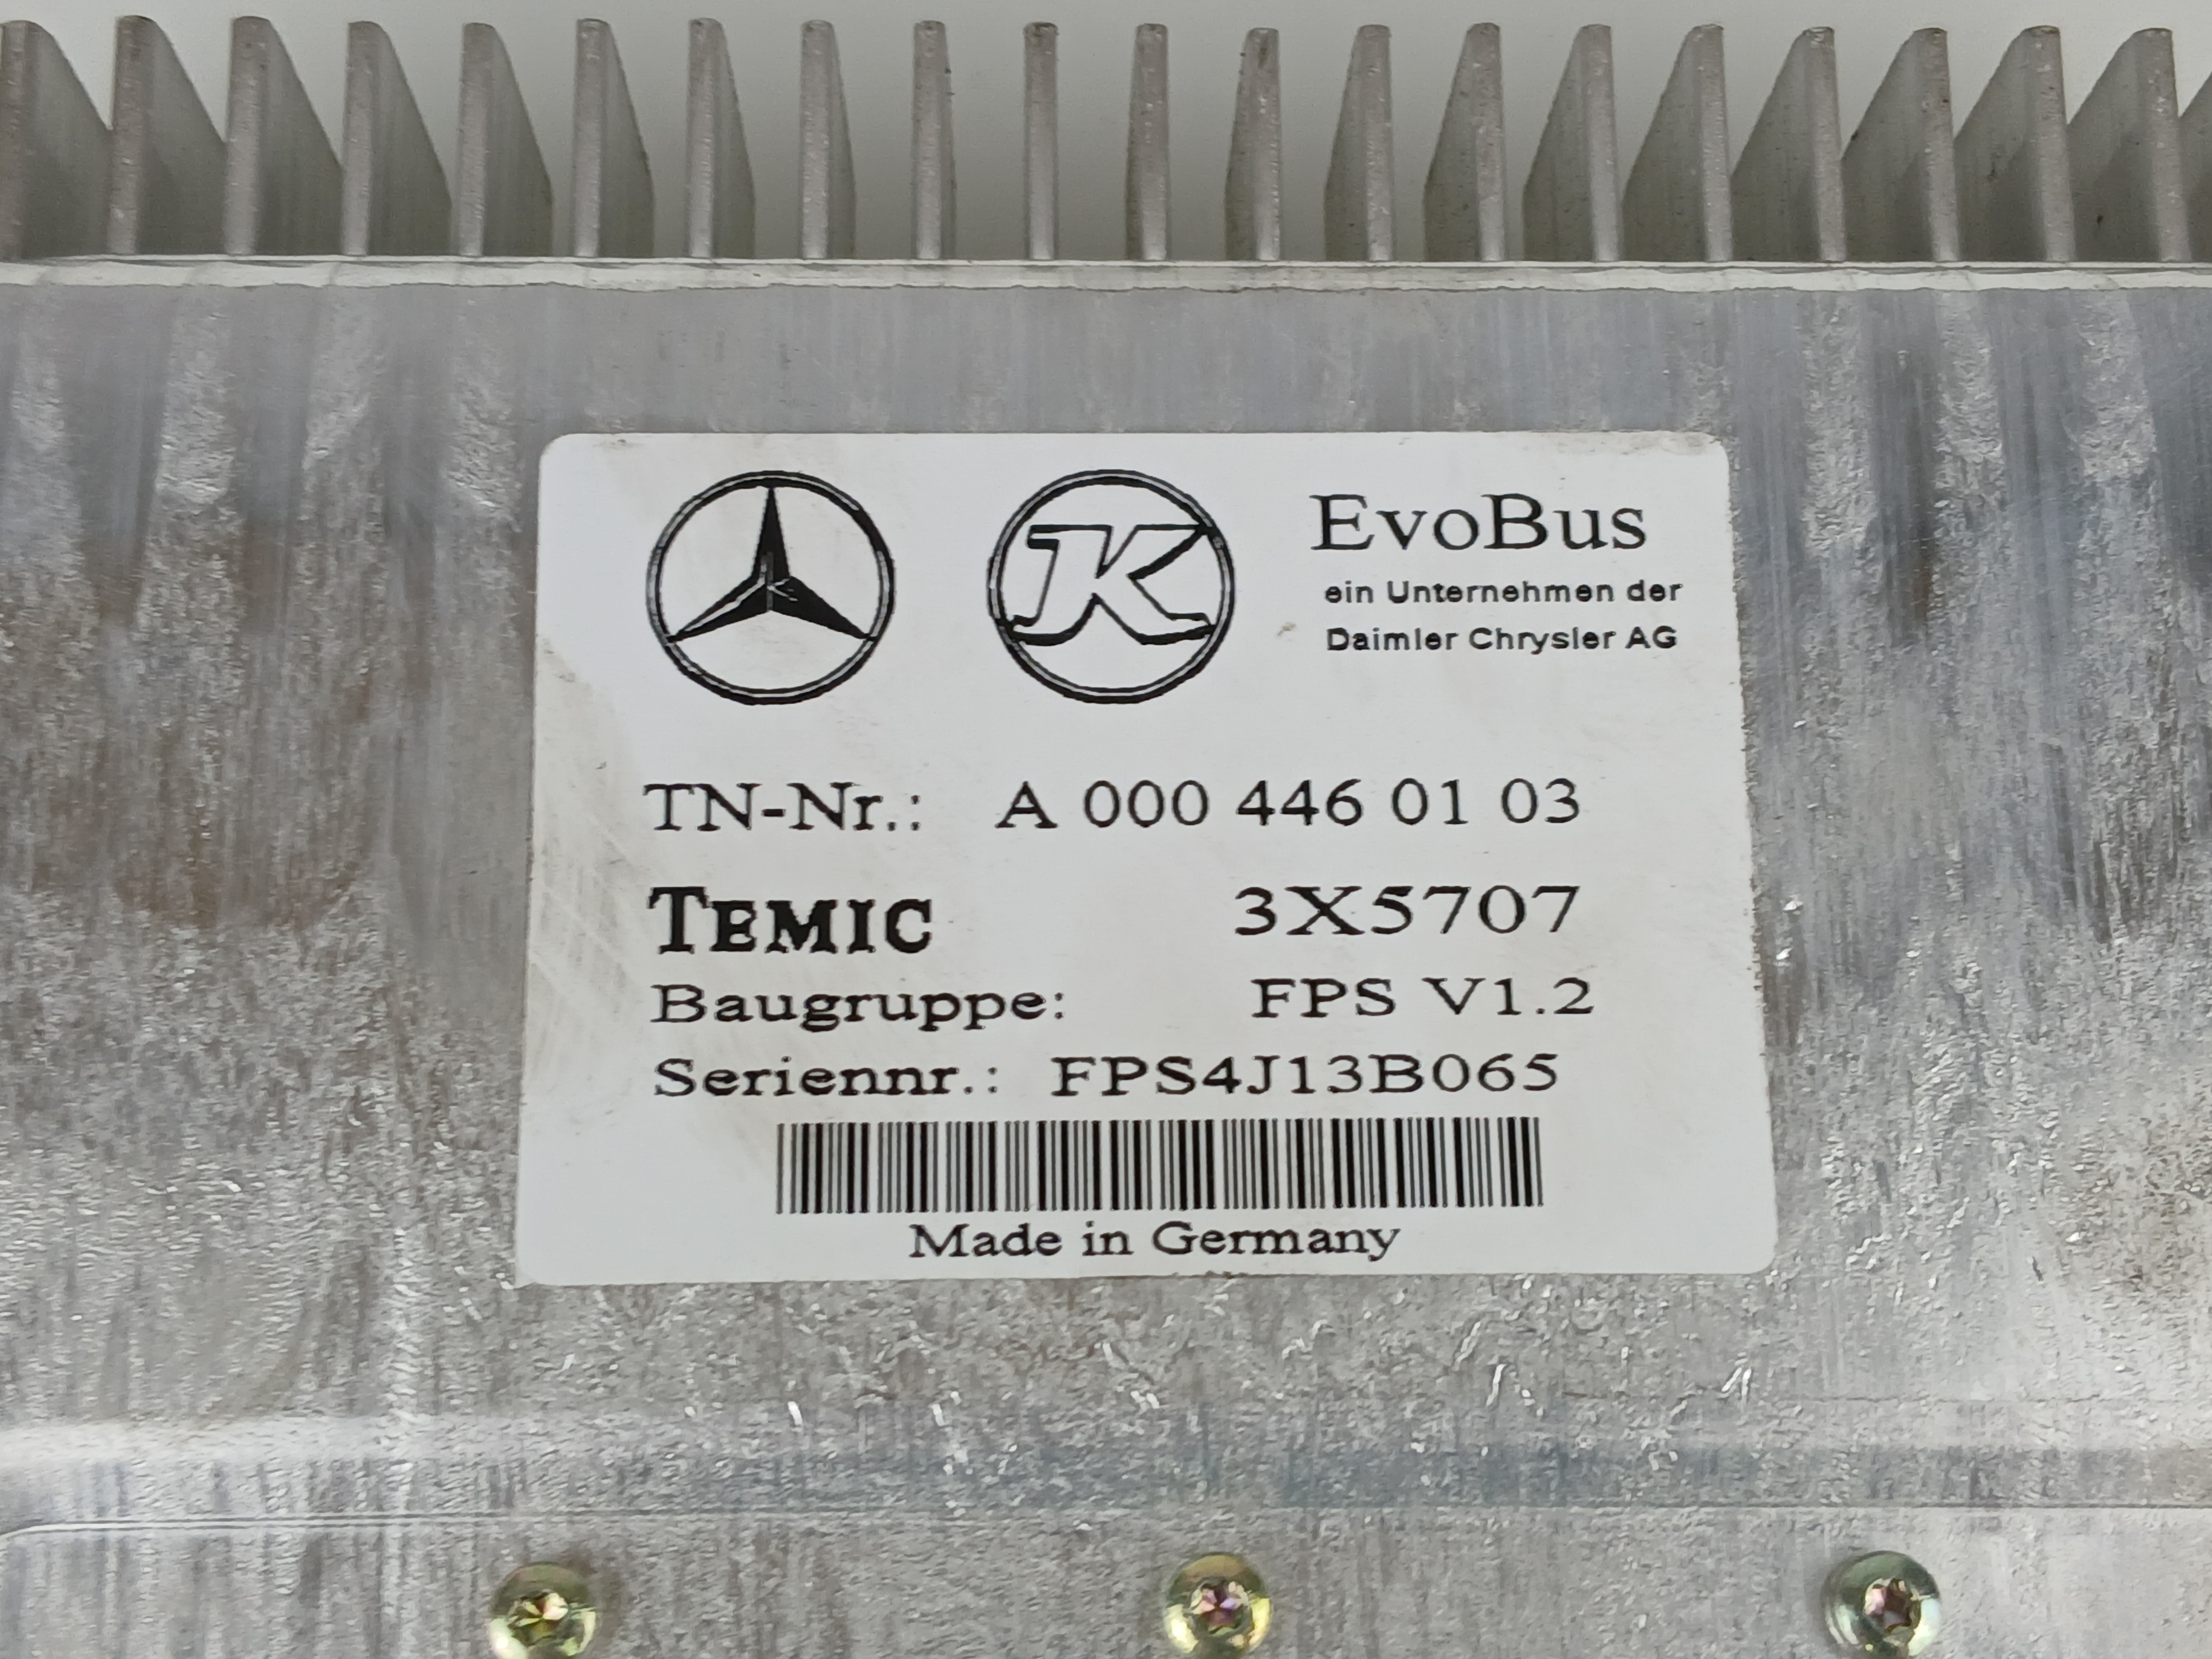 K EvoBus
ein Unternehmen der
Daimler Chrysler AG
TN-Nr.: A 000 446 01 03
TEMIC 3X5707
Baugruppe: FPS V1.2
Seriennr.: FPS4J13B065
Made in Germany